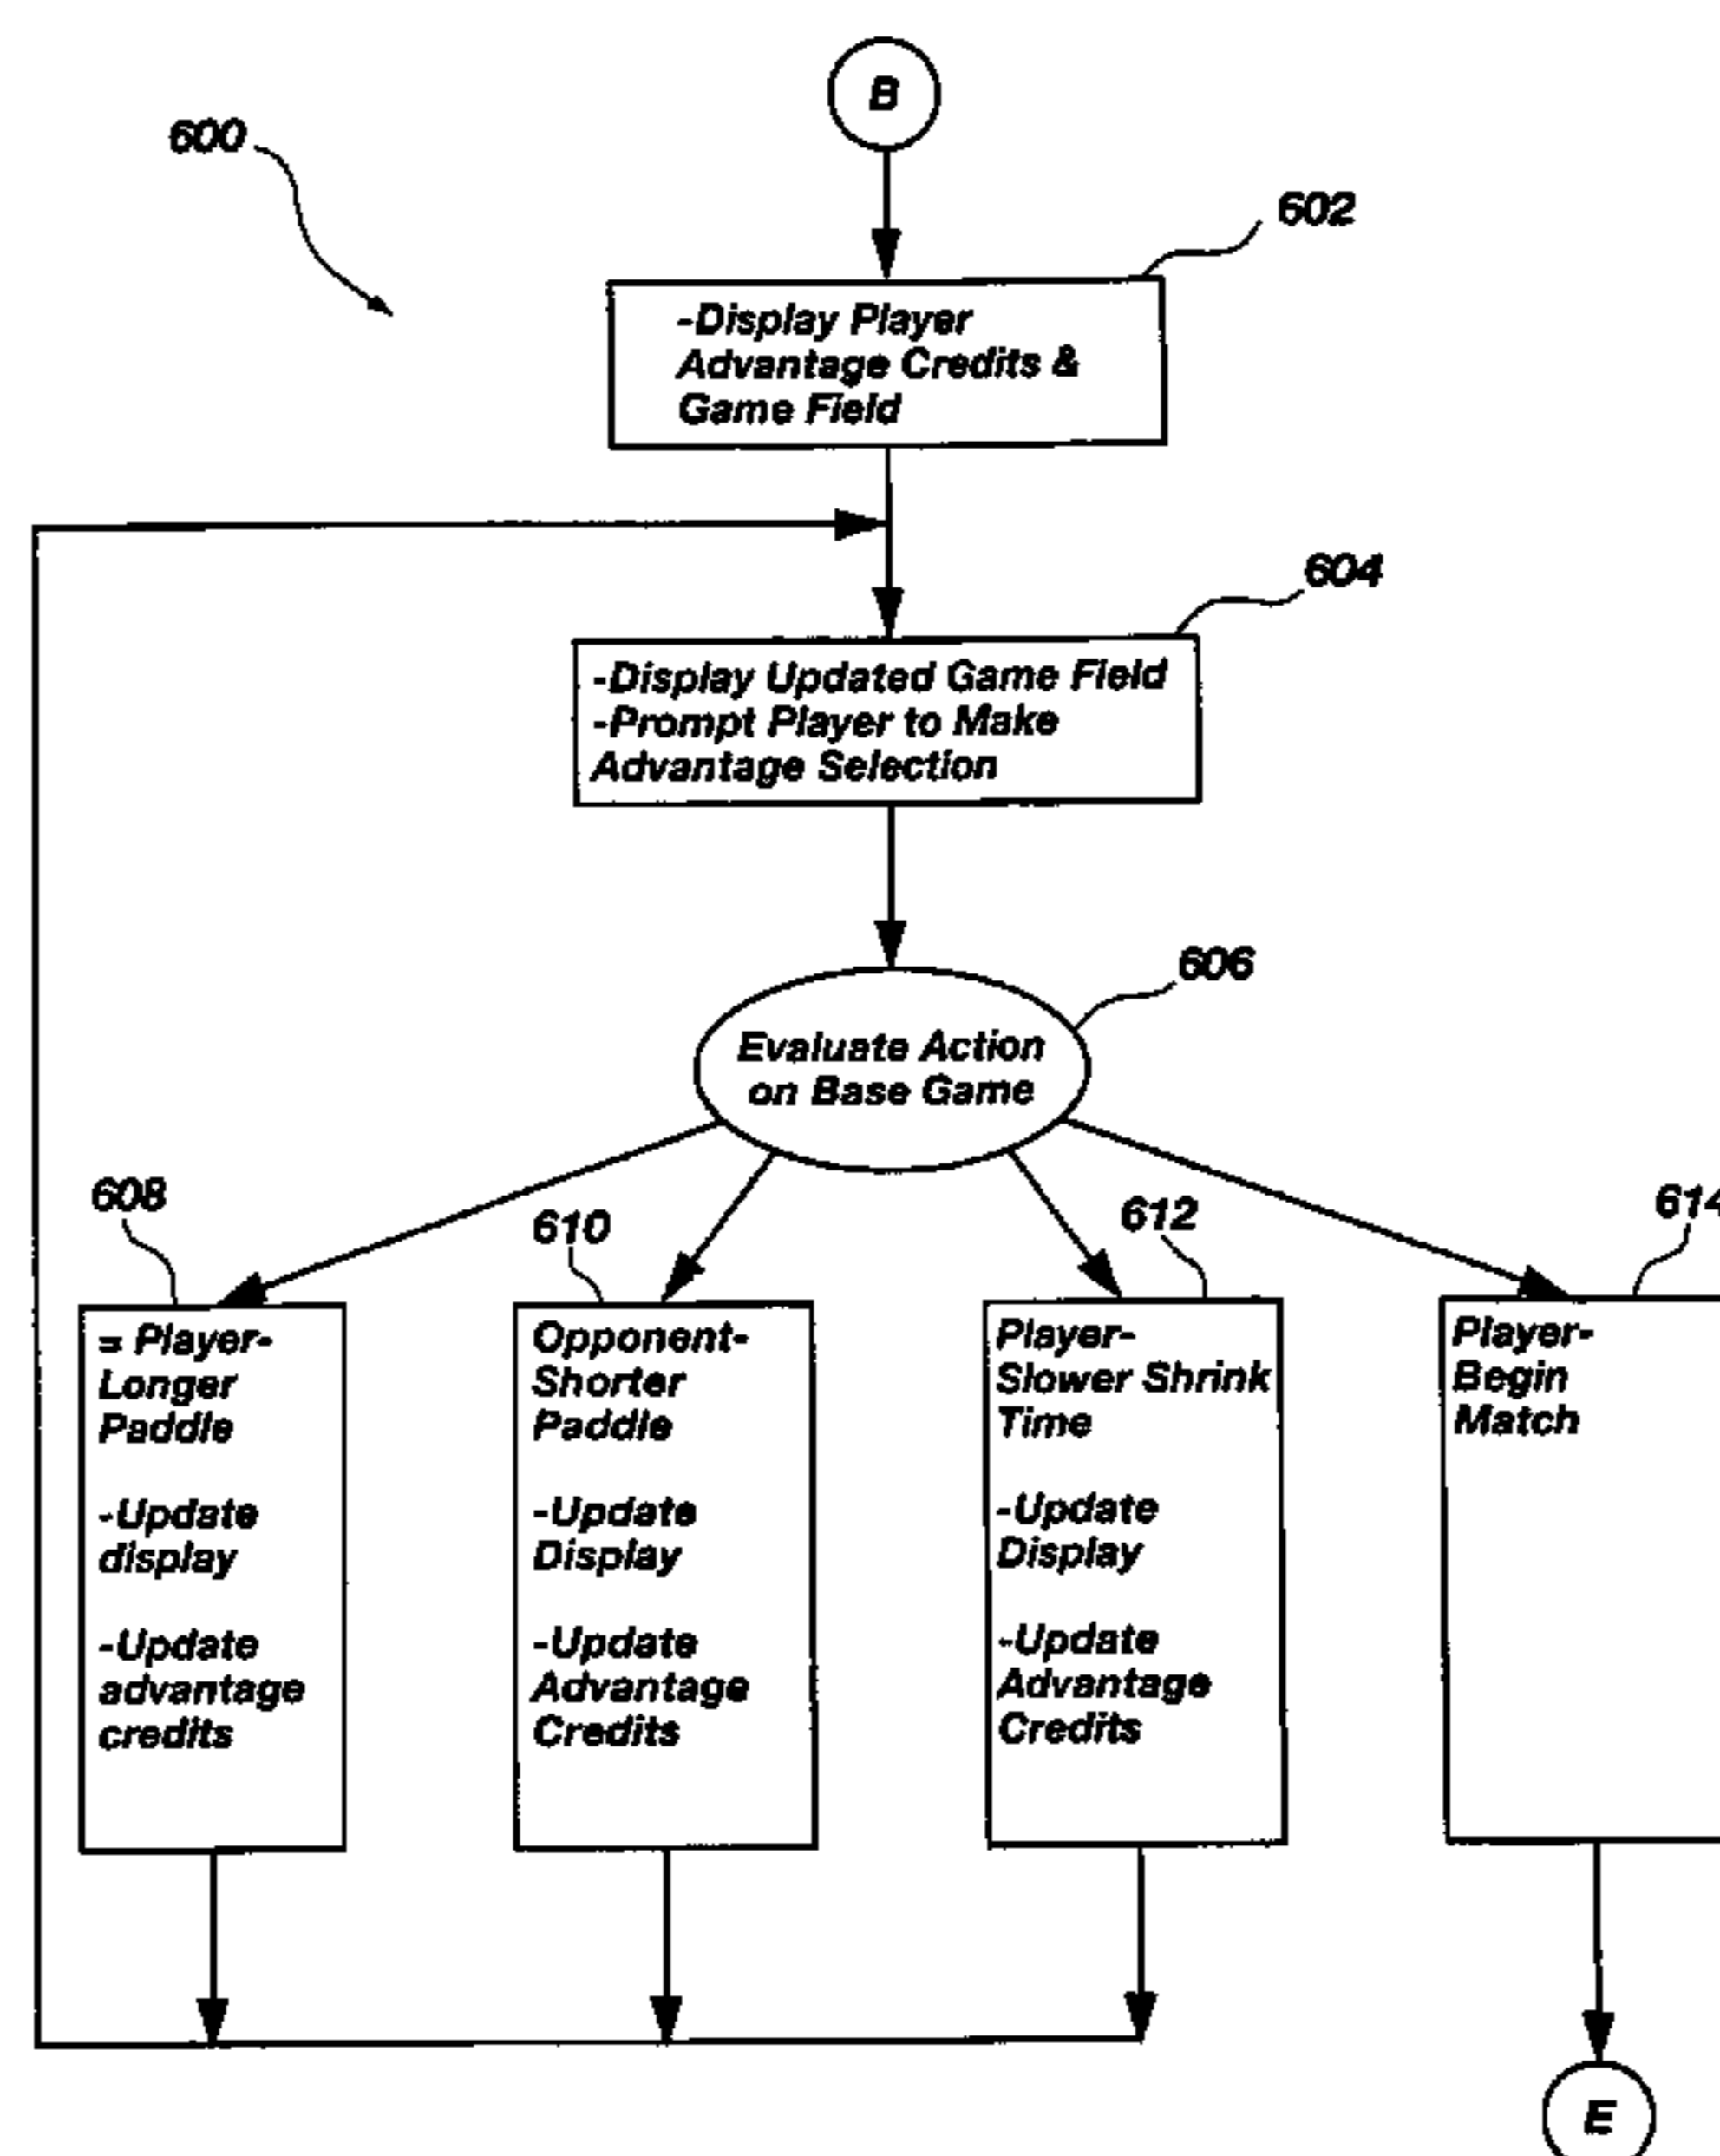 B
600
602
-Display Player
Advantage Credits &
Game Field
604
-Display Updated Game Field
-Prompt Player to Make
Advantage Selection
606
Evaluate Action
on Base Game
608
= Player-
Longer
Paddle
-Update
display
-Update
advantage
credits
610
Opponent-
Shorter
Paddle
-Update
Display
-Update
Advantage
Credits
612
Player-
Slower Shrink
Time
-Update
Display
-Update
Advantage
Credits
614
Player-
Begin
Match
E